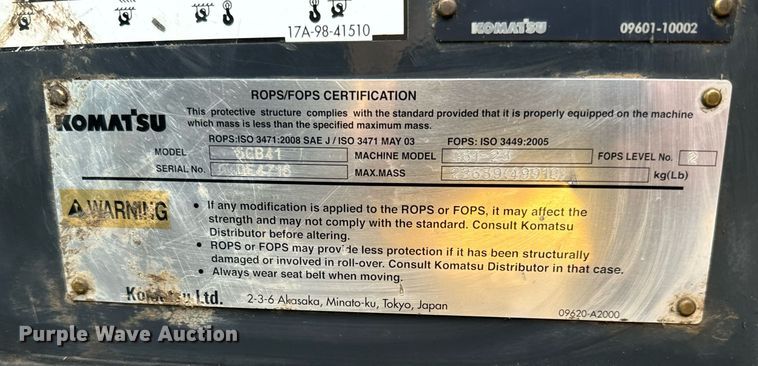 17A-98-41510
KOMATSU
09601-10002
ROPS/FOPS CERTIFICATION
KOMATSU
This protective structure complies with the standard provided that it is properly equipped on the machine
which mass is less than the specified maximum mass.
ROPS:ISO 3471:2008 SAE J / ISO 3471 MAY 03 FOPS: ISO 3449:2005
MODEL MACHINE MODEL FOPS LEVEL No. 2
SERIAL No. MAX.MASS kg(Lb)
WARNING
• If any modification is applied to the ROPS or FOPS, it may affect the
strength and may not comply with the standard. Consult Komatsu
Distributor before altering.
• ROPS or FOPS may provide less protection if it has been structurally
damaged or involved in roll-over. Consult Komatsu Distributor in that case.
• Always wear seat belt when moving.
Komatsu Ltd. 2-3-6 Akasaka, Minato-ku, Tokyo, Japan
09620-A2000
Purple Wave Auction